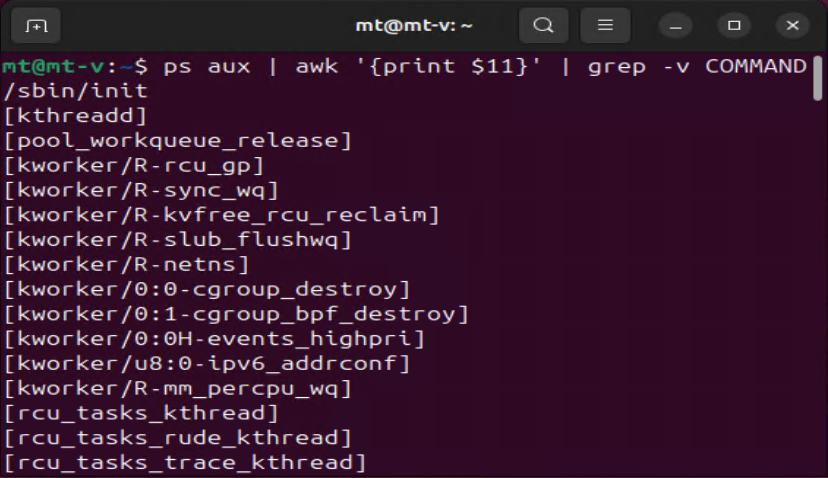 mt@mt-v: ~
mt@mt-v:~$ ps aux | awk '{print $11}' | grep -v COMMAND
/sbin/init
[kthreadd]
[pool_workqueue_release]
[kworker/R-rcu_gp]
[kworker/R-sync_wq]
[kworker/R-kvfree_rcu_reclaim]
[kworker/R-slub_flushwq]
[kworker/R-netns]
[kworker/0:0-cgroup_destroy]
[kworker/0:1-cgroup_bpf_destroy]
[kworker/0:0H-events_highpri]
[kworker/u8:0-ipv6_addrconf]
[kworker/R-mm_percpu_wq]
[rcu_tasks_kthread]
[rcu_tasks_rude_kthread]
[rcu_tasks_trace_kthread]